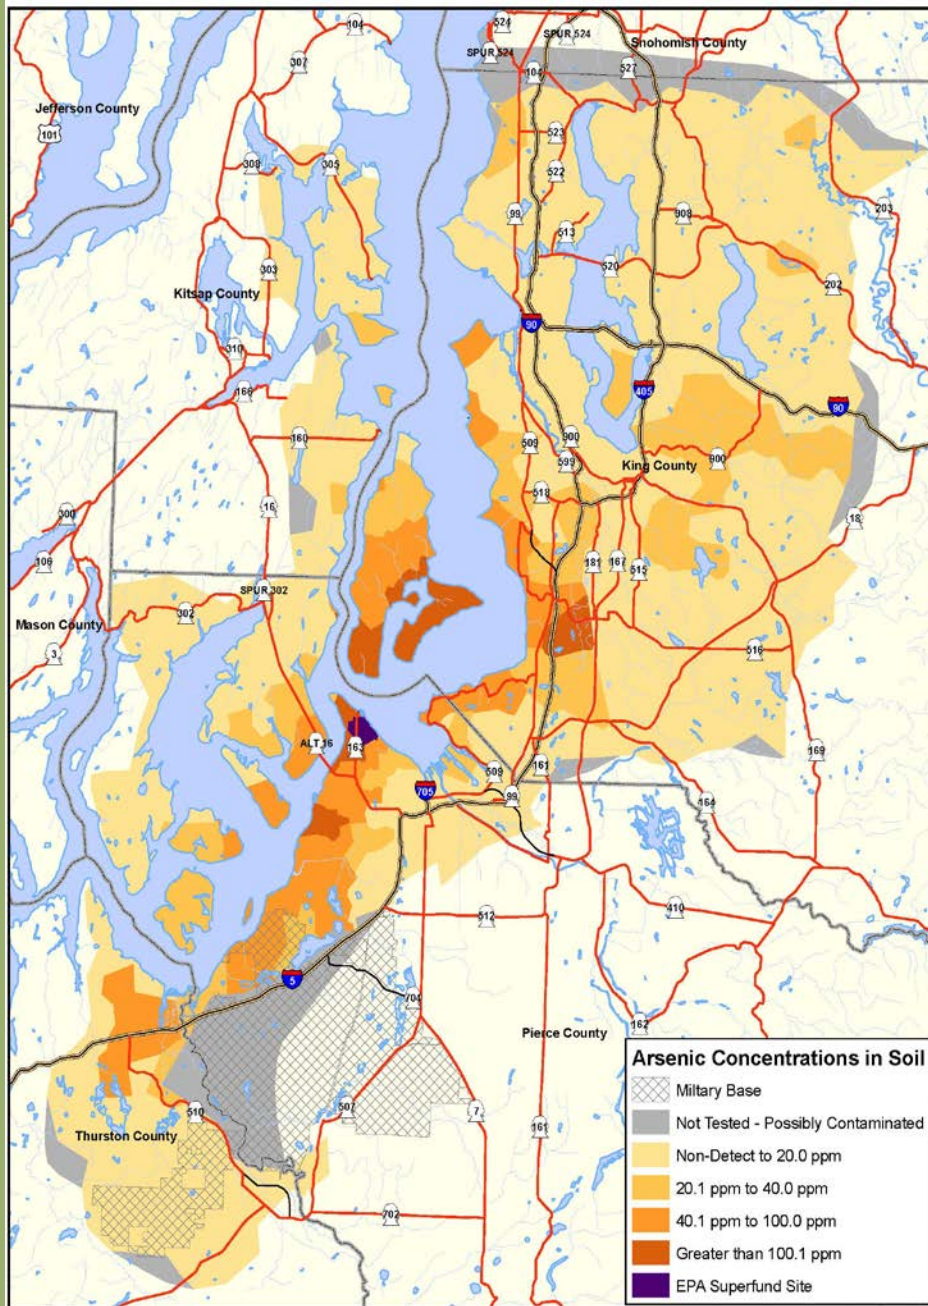 524
104
SPUR 524
SPUR 524
Snohomish County
307
104
527
Jefferson County
101
523
308
305
522
99
908
203
513
520
303
202
Kitsap County
90
310
405
166
90
160
509
900
599
King County
900
16
518
300
18
106
181
167
515
SPUR 302
302
Mason County
3
516
ALT 16
163
169
509
161
705
99
164
410
512
5
704
162
Pierce County
510
507
7
161
Thurston County
702
Arsenic Concentrations in Soil
Miltary Base
Not Tested - Possibly Contaminated
Non-Detect to 20.0 ppm
20.1 ppm to 40.0 ppm
40.1 ppm to 100.0 ppm
Greater than 100.1 ppm
EPA Superfund Site